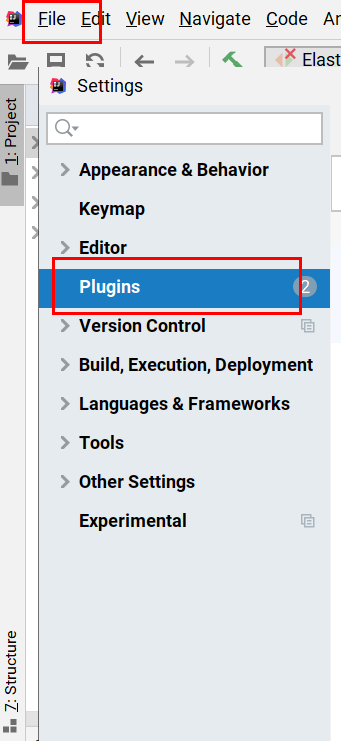 File Edit View Navigate Code An
Elast
Settings
1: Project
Appearance & Behavior
Keymap
Editor
Plugins 2
Version Control
Build, Execution, Deployment
Languages & Frameworks
Tools
Other Settings
Experimental
7: Structure